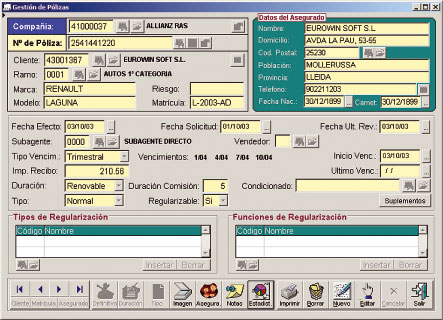 Gestión de Pólizas
Compañía: 41000037 ALLIANZ RAS
Nº de Póliza: 2541441220
Cliente: 43001367 EUROWIN SOFT S.L.
Ramo: 0001 AUTOS 1ª CATEGORIA
Marca: RENAULT Riesgo:
Modelo: LAGUNA Matrícula: L-2003-AD
Datos del Asegurado
Nombre: EUROWIN SOFT S.L
Domicilio: AVDA LA PAU, 53-55
Cod. Postal: 25230
Población: MOLLERUSSA
Provincia: LLEIDA
Telefono: 902211203
Fecha Nac.: 30/12/1899 Carnet: 30/12/1899
Fecha Efecto: 03/10/03 Fecha Solicitud: 01/10/03 Fecha Ult. Rev.: 03/10/03
Subagente: 0000 SUBAGENTE DIRECTO Vendedor:
Tipo Vencim.: Trimestral Vencimientos: 1/04 4/04 7/04 10/04 Inicio Venc.: 03/10/03
Imp. Recibo: 210.56 Ultimo Venc.: / /
Duración: Renovable Duración Comisión: 5 Condicionado:
Tipo: Normal Regularizable: Si Suplementos
Tipos de Regularización
Código Nombre
Insertar Borrar
Funciones de Regularización
Código Nombre
Insertar Borrar
Cliente Matrícula Asegurado Definitiva Duración Tipo Imagen Asegura. Notas Estadíst. Imprimir Borrar Nuevo Editar Cancelar Salir